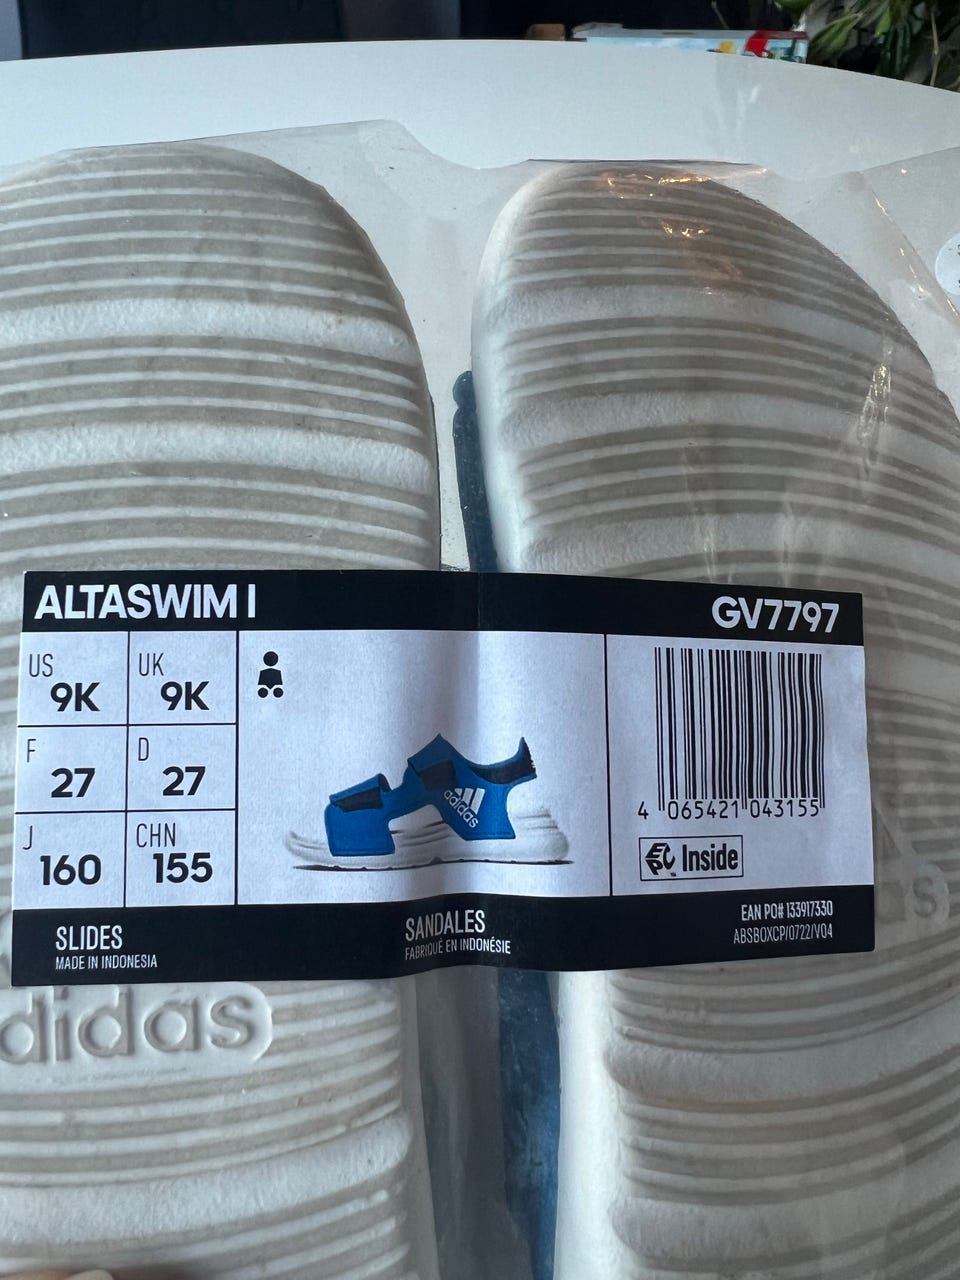 ALTASWIM I
GV7797
US
9K
UK
9K
F
27
D
27
J
160
CHN
155
adidas
4 065421 043155
EPC Inside
SLIDES
MADE IN INDONESIA
SANDALES
FABRIQUÉ EN INDONÉSIE
EAN PO# 133917330
ABSBOXCP/0722/V04
adidas